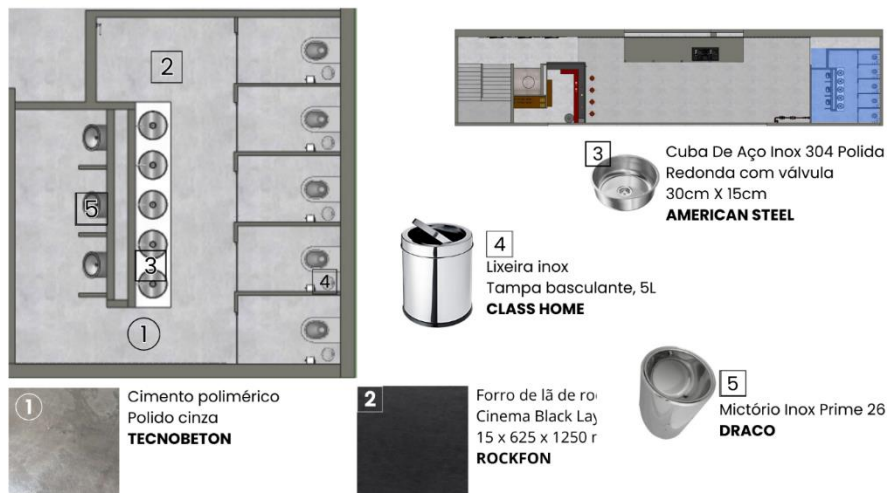 2
5
3
4
1
3
Cuba De Aço Inox 304 Polida
Redonda com válvula
30cm X 15cm
AMERICAN STEEL
4
Lixeira inox
Tampa basculante, 5L
CLASS HOME
1
Cimento polimérico
Polido cinza
TECNOBETON
2
Forro de lã de
Cinema Black
15 x 625 x 1250
ROCKFON
5
Mictório Inox Prime 26
DRACO